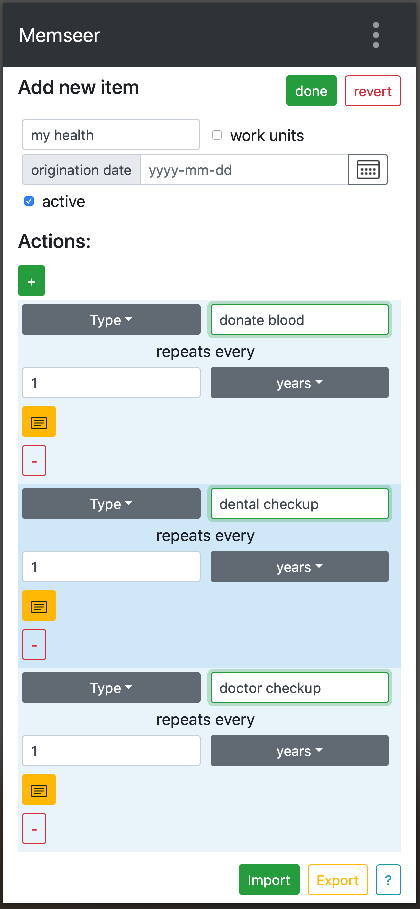 Memseer
Add new item
done
revert
my health
work units
origination date
yyyy-mm-dd
active
Actions:
+
Type
donate blood
repeats every
1
years
-
Type
dental checkup
repeats every
1
years
-
Type
doctor checkup
repeats every
1
years
-
Import
Export
?